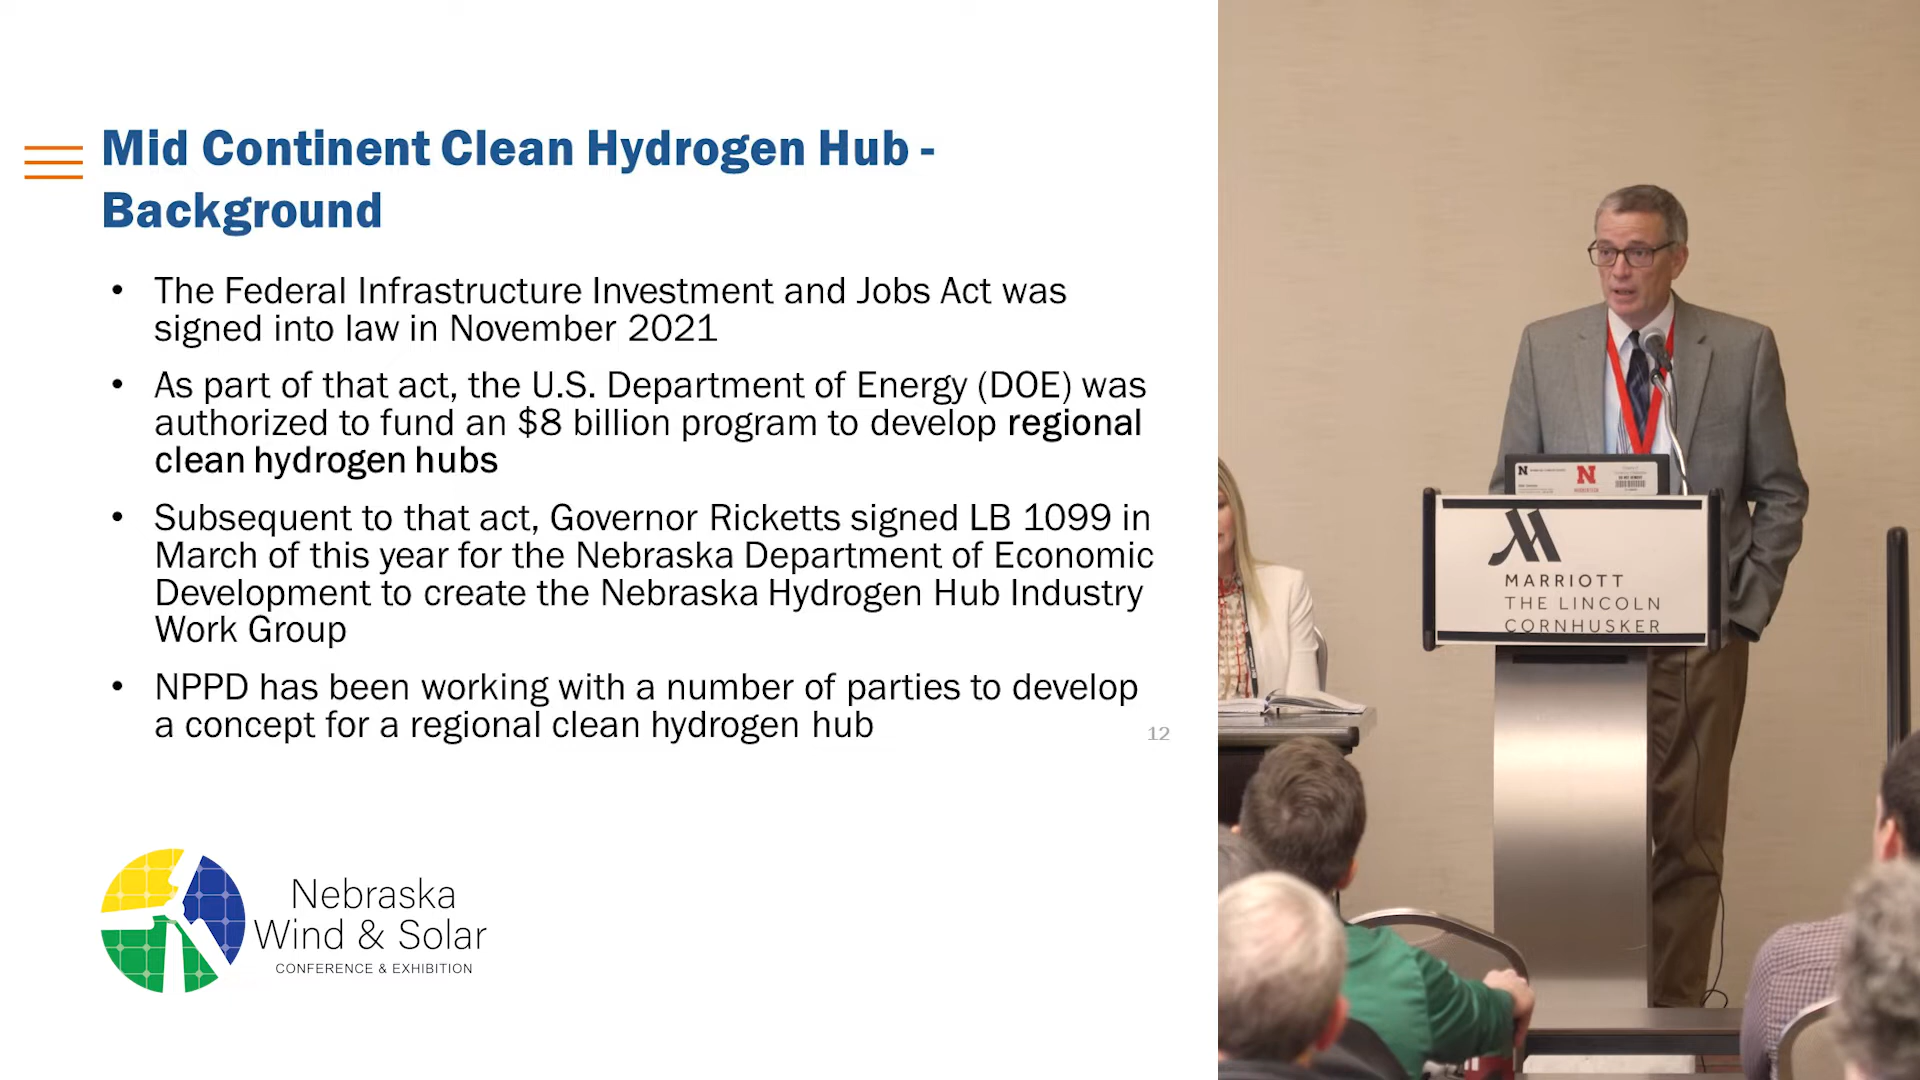 Mid Continent Clean Hydrogen Hub -
Background
• The Federal Infrastructure Investment and Jobs Act was
signed into law in November 2021
• As part of that act, the U.S. Department of Energy (DOE) was
authorized to fund an $8 billion program to develop regional
clean hydrogen hubs
• Subsequent to that act, Governor Ricketts signed LB 1099 in
March of this year for the Nebraska Department of Economic
Development to create the Nebraska Hydrogen Hub Industry
Work Group
• NPPD has been working with a number of parties to develop
a concept for a regional clean hydrogen hub
12
Nebraska
Wind & Solar
CONFERENCE & EXHIBITION
N
N
MARRIOTT
THE LINCOLN
CORNHUSKER